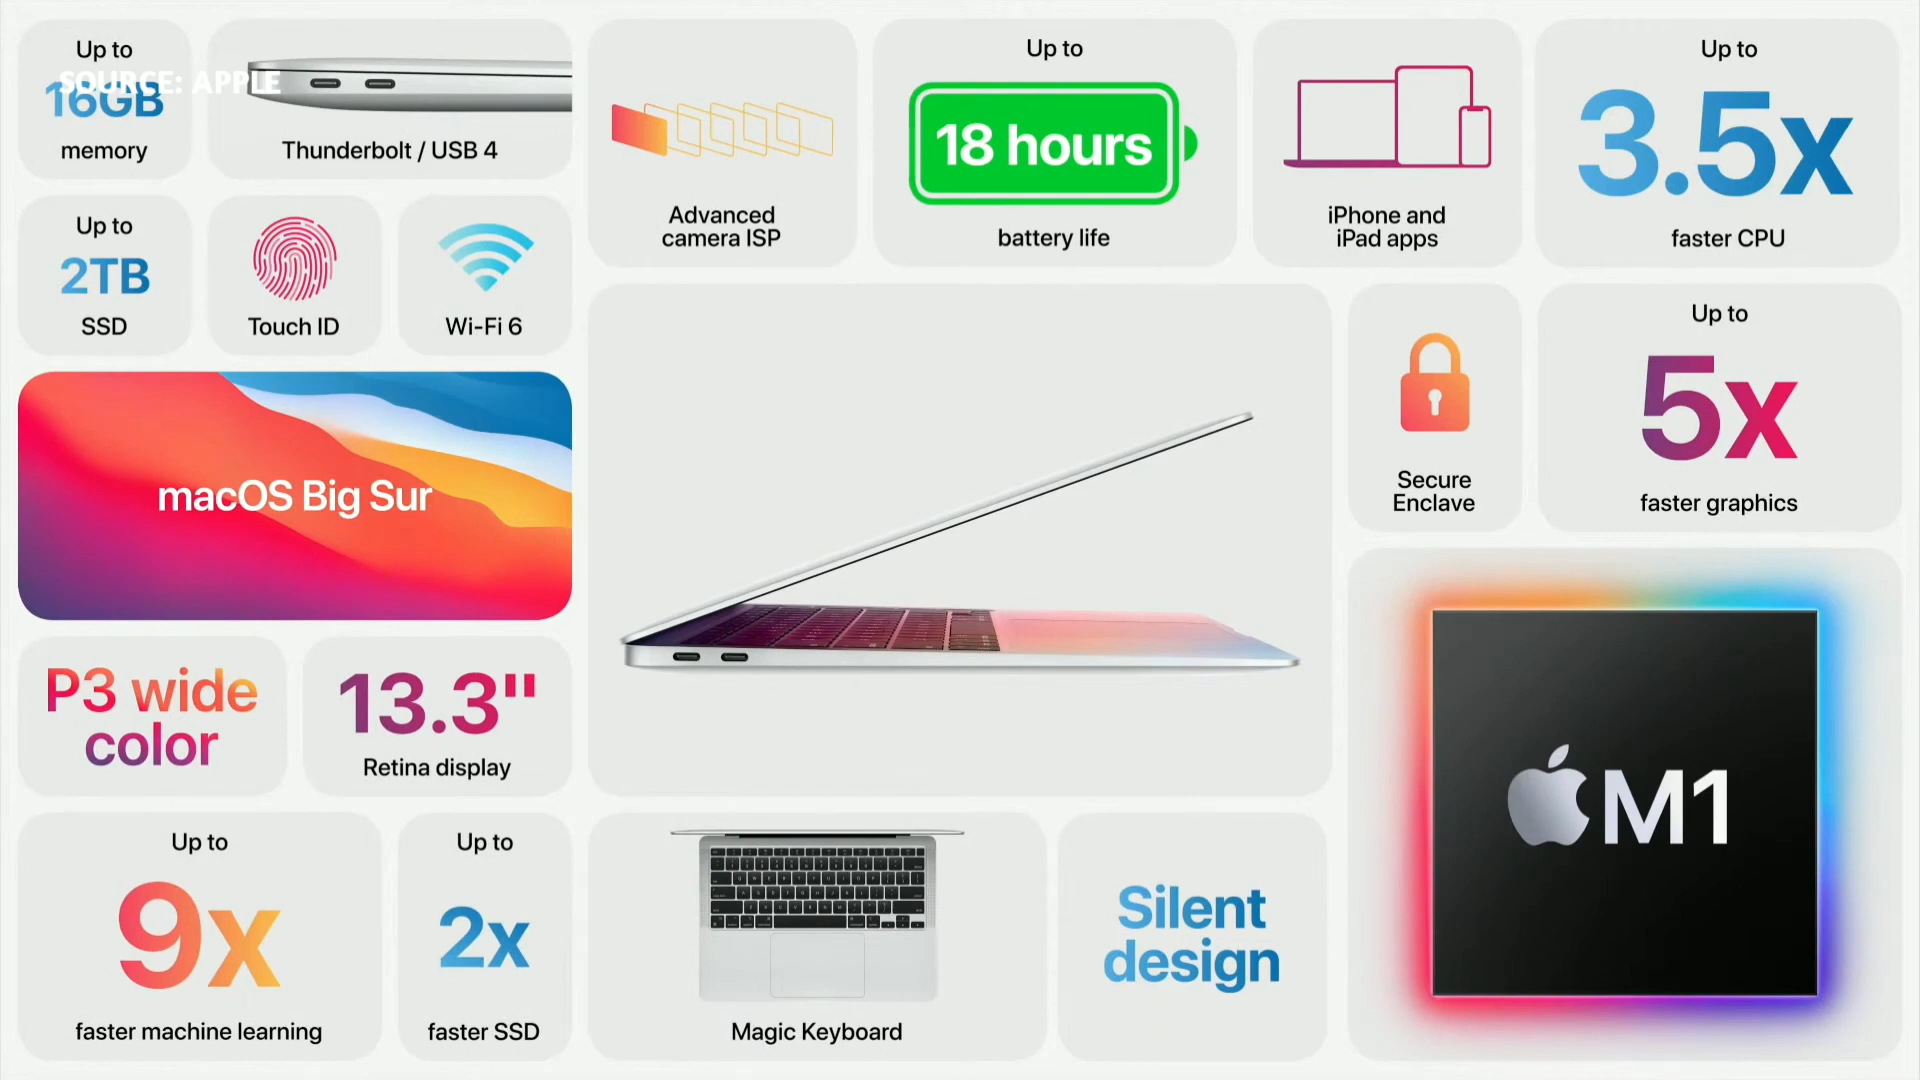 Up to
16GB
memory
SOURCE: APPLE
Thunderbolt / USB 4
Advanced
camera ISP
Up to
18 hours
battery life
iPhone and
iPad apps
Up to
3.5x
faster CPU
Up to
2TB
SSD
Touch ID
Wi-Fi 6
macOS Big Sur
Secure
Enclave
Up to
5x
faster graphics
P3 wide
color
13.3"
Retina display
M1
Up to
9x
faster machine learning
Up to
2x
faster SSD
Magic Keyboard
Silent
design